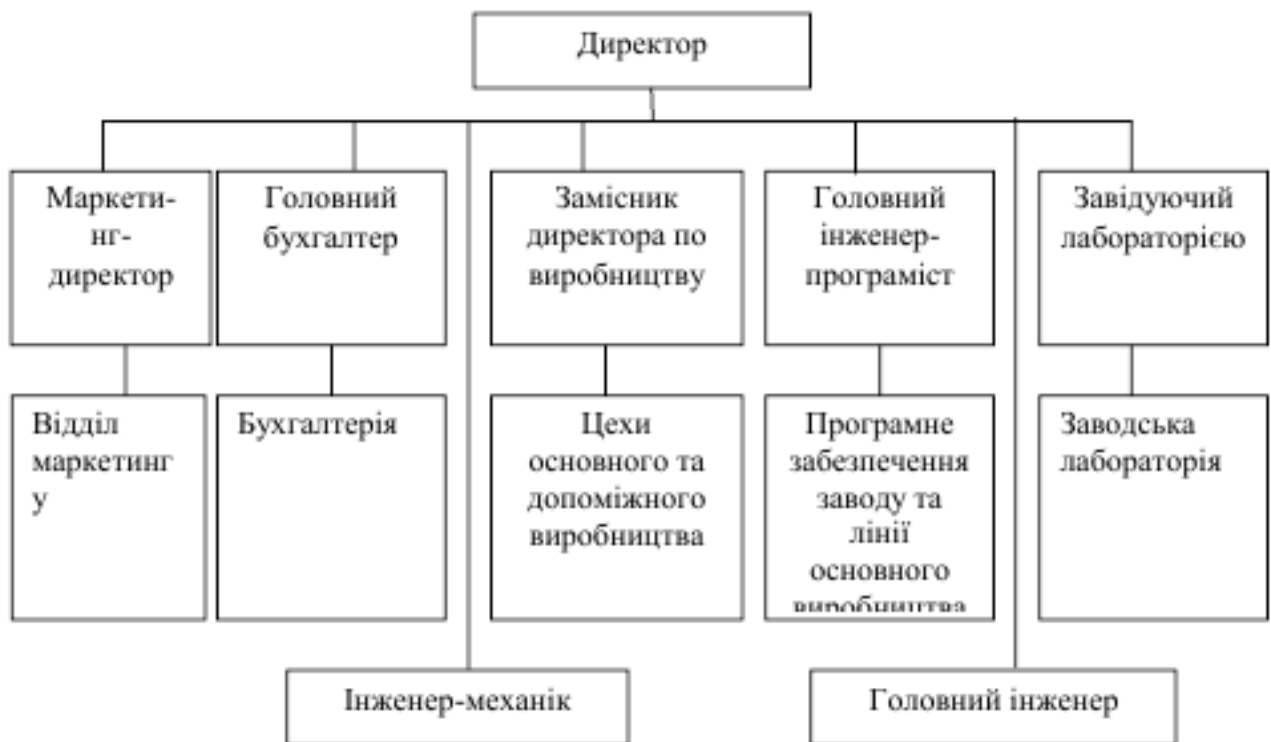 Директор
Маркети-
нг-
директор
Головний
бухгалтер
Замісник
директора по
виробництву
Головний
інженер-
програміст
Завідуючий
лабораторією
Відділ
маркетинг
у
Бухгалтерія
Цехи
основного та
допоміжного
виробництва
Програмне
забезпечення
заводу та
лінії
основного
виробництва
Заводська
лабораторія
Інженер-механік
Головний інженер